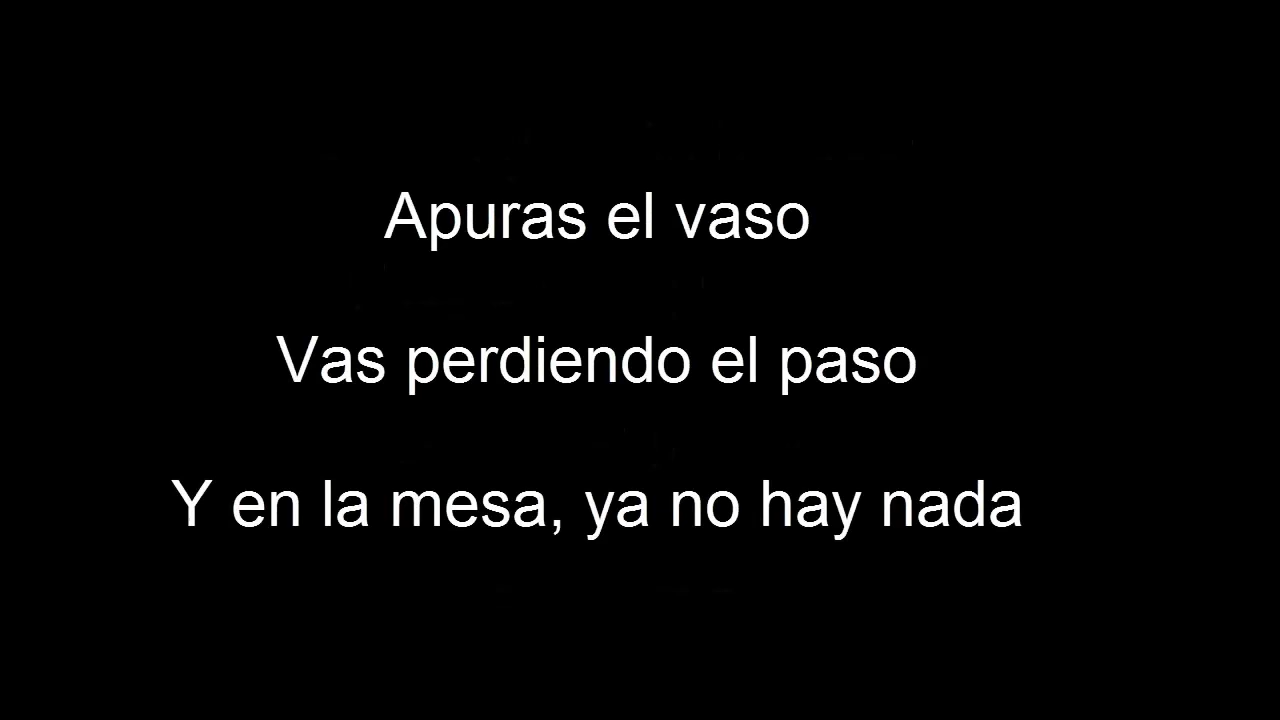 Apuras el vaso
Vas perdiendo el paso
Y en la mesa, ya no hay nada